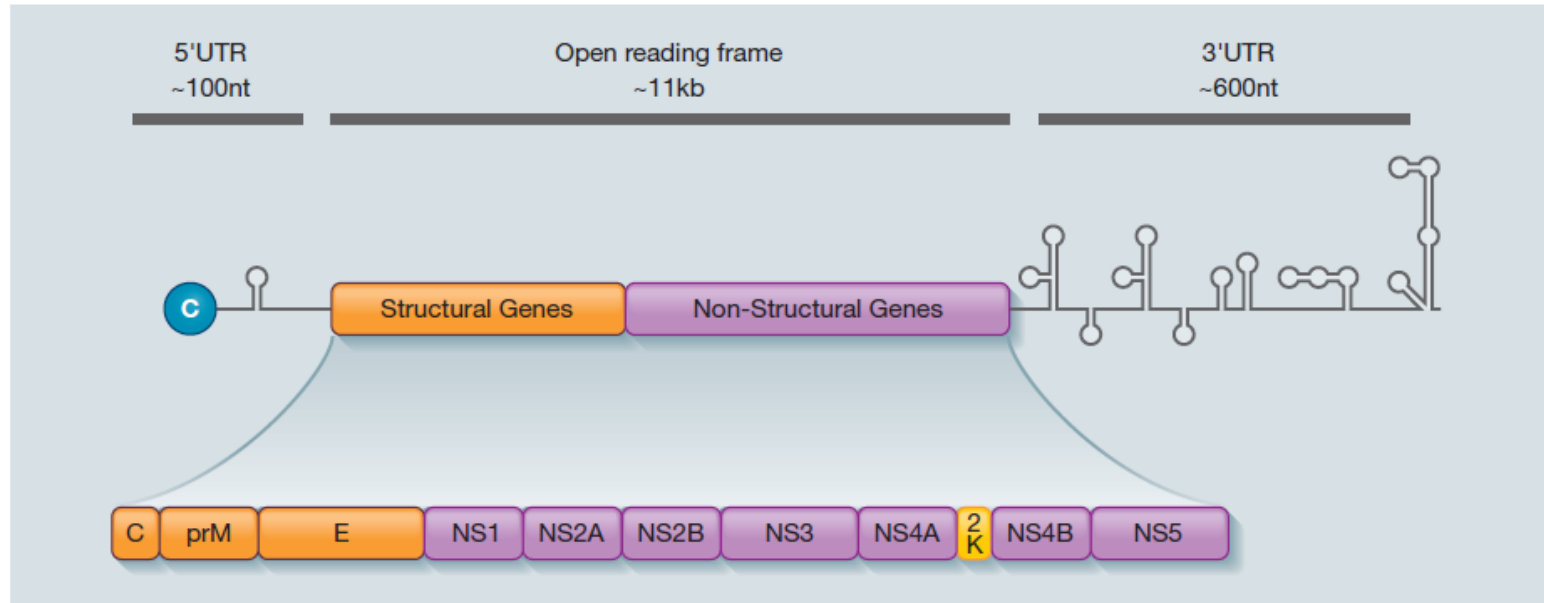 5'UTR
~100nt
Open reading frame
~11kb
3'UTR
~600nt
C
Structural Genes
Non-Structural Genes
C
prM
E
NS1
NS2A
NS2B
NS3
NS4A
2
K
NS4B
NS5